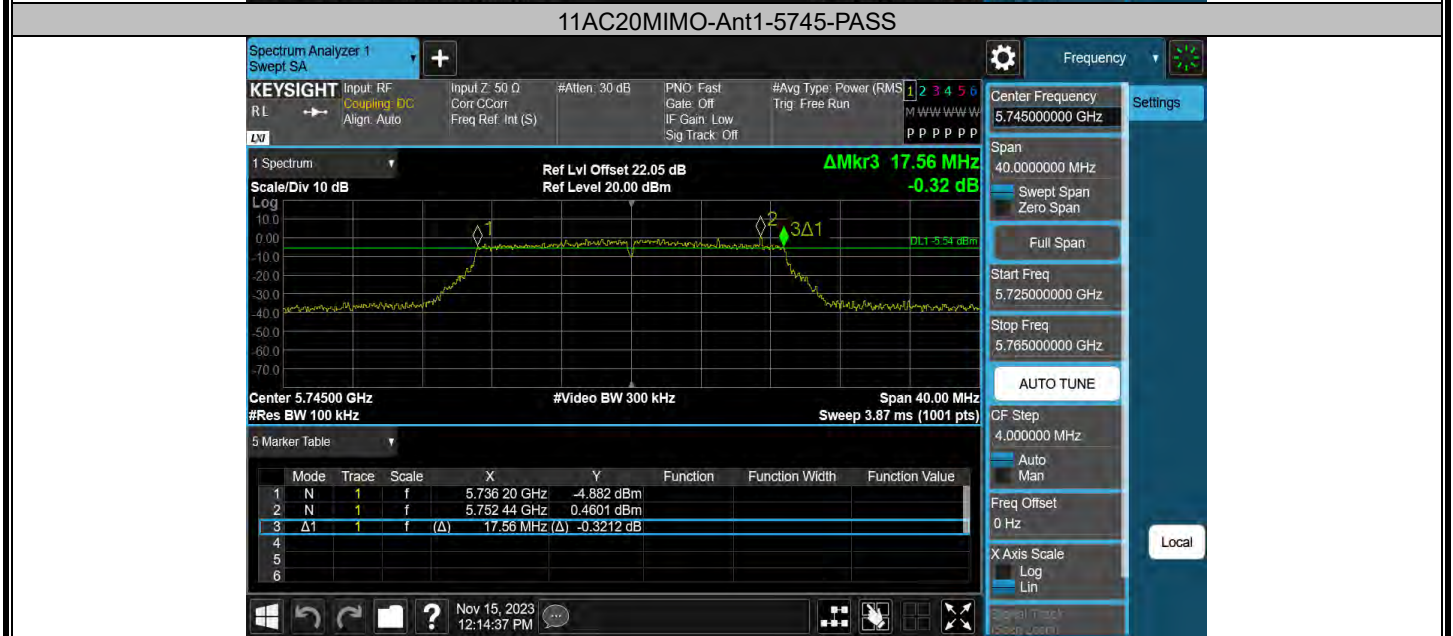 11AC20MIMO-Ant1-5745-PASS
Spectrum Analyzer 1
Swept SA
Frequency
KEYSIGHT
RL
LXI
Input: RF
Coupling: DC
Align: Auto
Input Z: 50 Ω
Corr CCorr
Freq Ref: Int (S)
#Atten: 30 dB
PNO: Fast
Gate: Off
IF Gain: Low
Sig Track: Off
#Avg Type: Power (RMS
Trig: Free Run
1 2 3 4 5 6
M W W W W W
P P P P P P
Center Frequency
5.745000000 GHz
Settings
1 Spectrum
Scale/Div 10 dB
Ref Lvl Offset 22.05 dB
Ref Level 20.00 dBm
ΔMkr3 17.56 MHz
-0.32 dB
Span
40.0000000 MHz
Swept Span
Zero Span
Log
10.0
0.00
-10.0
-20.0
-30.0
-40.0
-50.0
-60.0
-70.0
1
2
3Δ1
DL1 -5.54 dBm
Full Span
Start Freq
5.725000000 GHz
Stop Freq
5.765000000 GHz
AUTO TUNE
Center 5.74500 GHz
#Video BW 300 kHz
Span 40.00 MHz
#Res BW 100 kHz
Sweep 3.87 ms (1001 pts)
CF Step
4.000000 MHz
Auto
Man
5 Marker Table
Mode Trace Scale X Y Function Function Width Function Value
1 N 1 f 5.736 20 GHz -4.882 dBm
2 N 1 f 5.752 44 GHz 0.4601 dBm
3 Δ1 1 f (Δ) 17.56 MHz (Δ) -0.3212 dB
4
5
6
Freq Offset
0 Hz
X Axis Scale
Log
Lin
Local
Signal Track
(Span Zoom)
?
Nov 15, 2023
12:14:37 PM